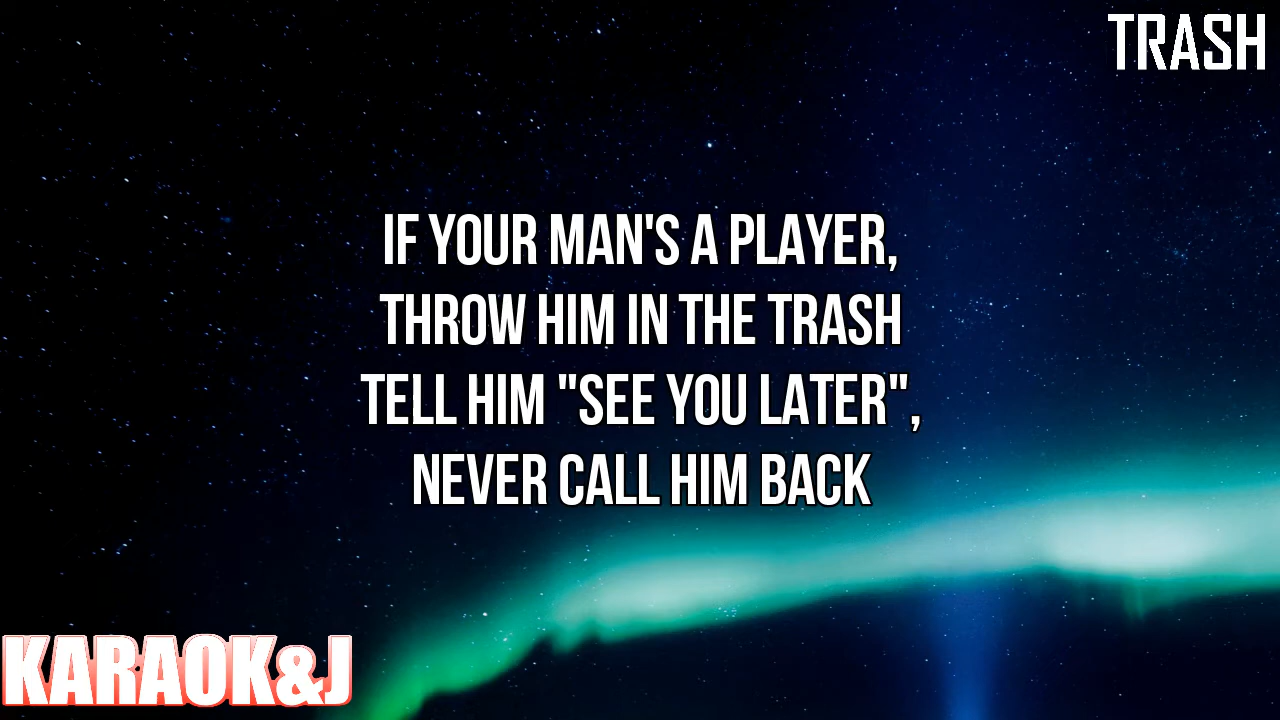 TRASH
IF YOUR MAN'S A PLAYER,
THROW HIM IN THE TRASH
TELL HIM "SEE YOU LATER",
NEVER CALL HIM BACK
KARAOK&J